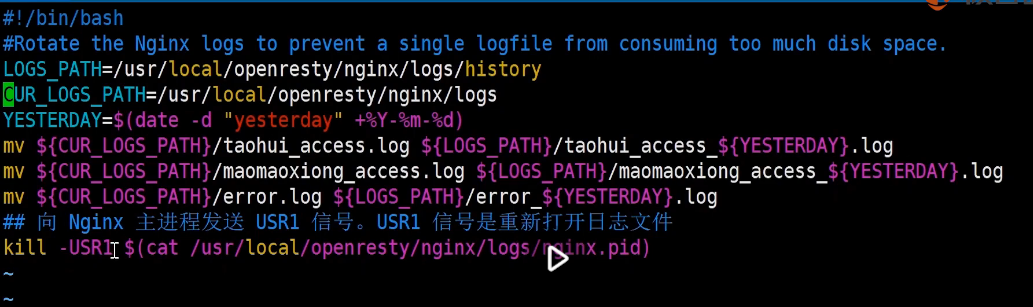 #!/bin/bash
#Rotate the Nginx logs to prevent a single logfile from consuming too much disk space.
LOGS_PATH=/usr/local/openresty/nginx/logs/history
CUR_LOGS_PATH=/usr/local/openresty/nginx/logs
YESTERDAY=$(date -d "yesterday" +%Y-%m-%d)
mv ${CUR_LOGS_PATH}/taohui_access.log ${LOGS_PATH}/taohui_access_${YESTERDAY}.log
mv ${CUR_LOGS_PATH}/maomaoxiong_access.log ${LOGS_PATH}/maomaoxiong_access_${YESTERDAY}.log
mv ${CUR_LOGS_PATH}/error.log ${LOGS_PATH}/error_${YESTERDAY}.log
## 向 Nginx 主进程发送 USR1 信号。USR1 信号是重新打开日志文件
kill -USR1 $(cat /usr/local/openresty/nginx/logs/nginx.pid)
~
~